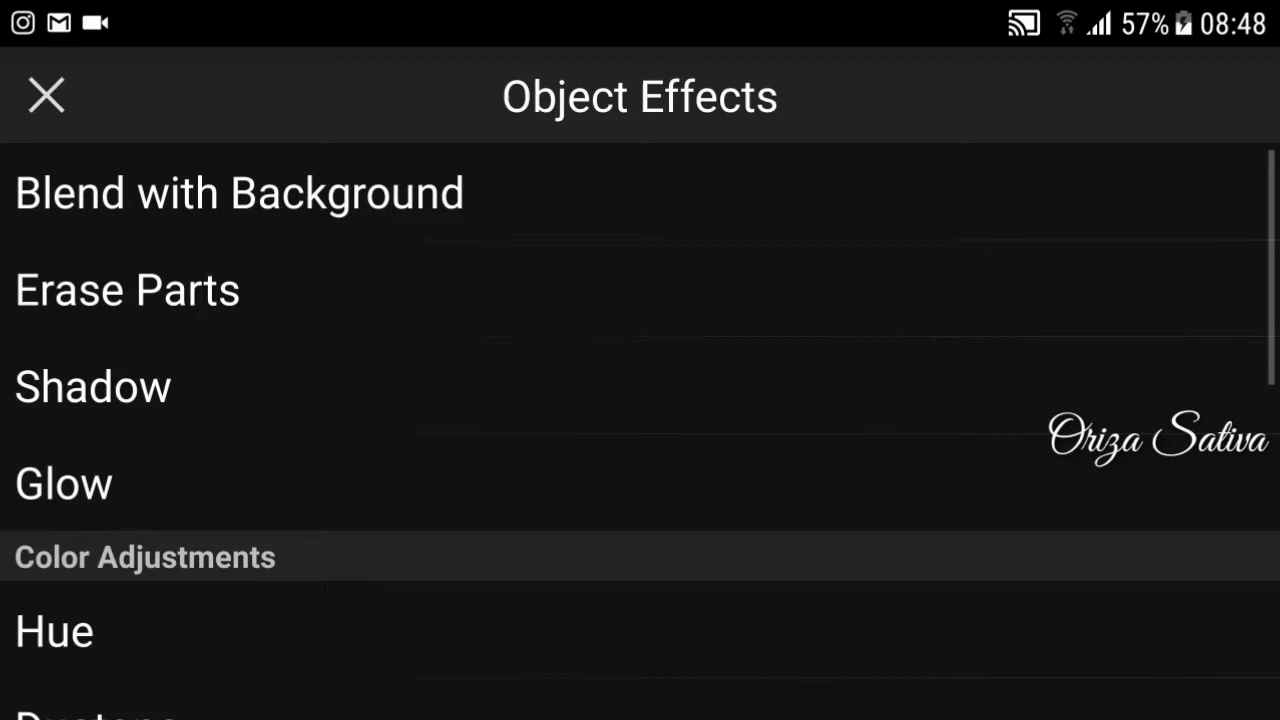 57% 08:48
Object Effects
Blend with Background
Erase Parts
Shadow
Oriza Sativa
Glow
Color Adjustments
Hue